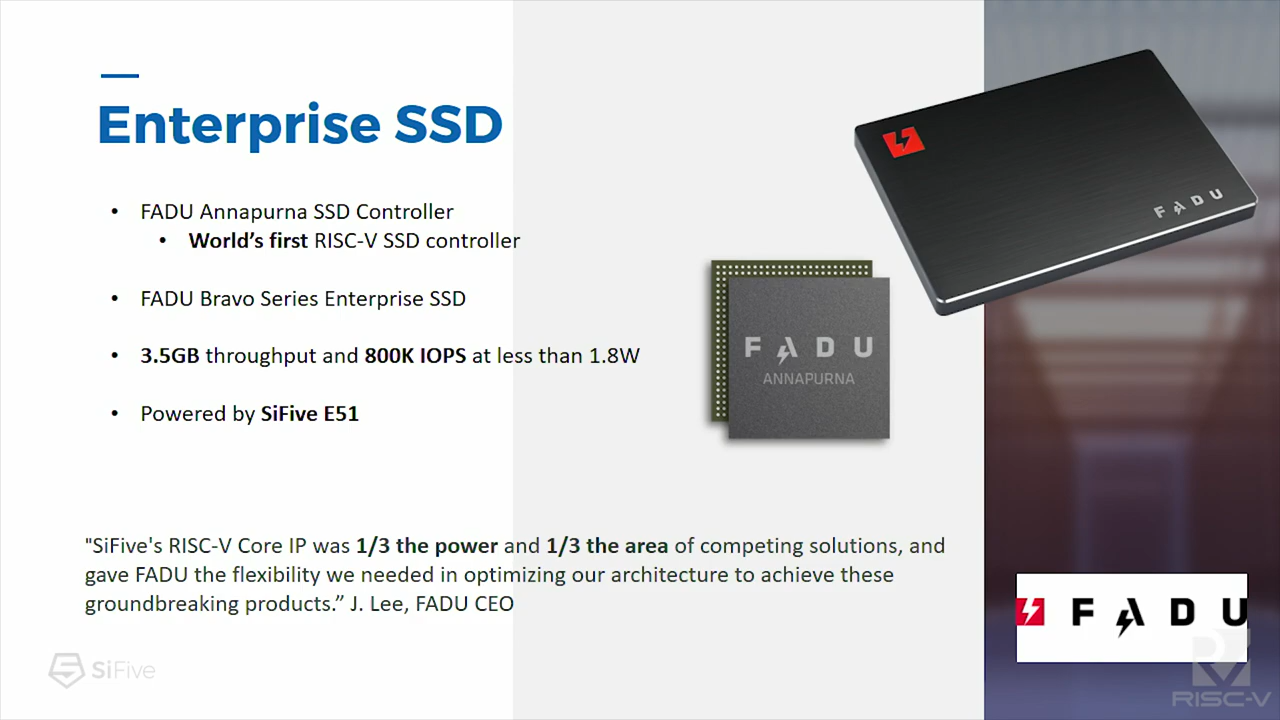 Enterprise SSD
• FADU Annapurna SSD Controller
• World’s first RISC-V SSD controller
• FADU Bravo Series Enterprise SSD
• 3.5GB throughput and 800K IOPS at less than 1.8W
• Powered by SiFive E51
FADU
FADU
ANNAPURNA
"SiFive's RISC-V Core IP was 1/3 the power and 1/3 the area of competing solutions, and
gave FADU the flexibility we needed in optimizing our architecture to achieve these
groundbreaking products.” J. Lee, FADU CEO
FADU
SiFive
RISC-V